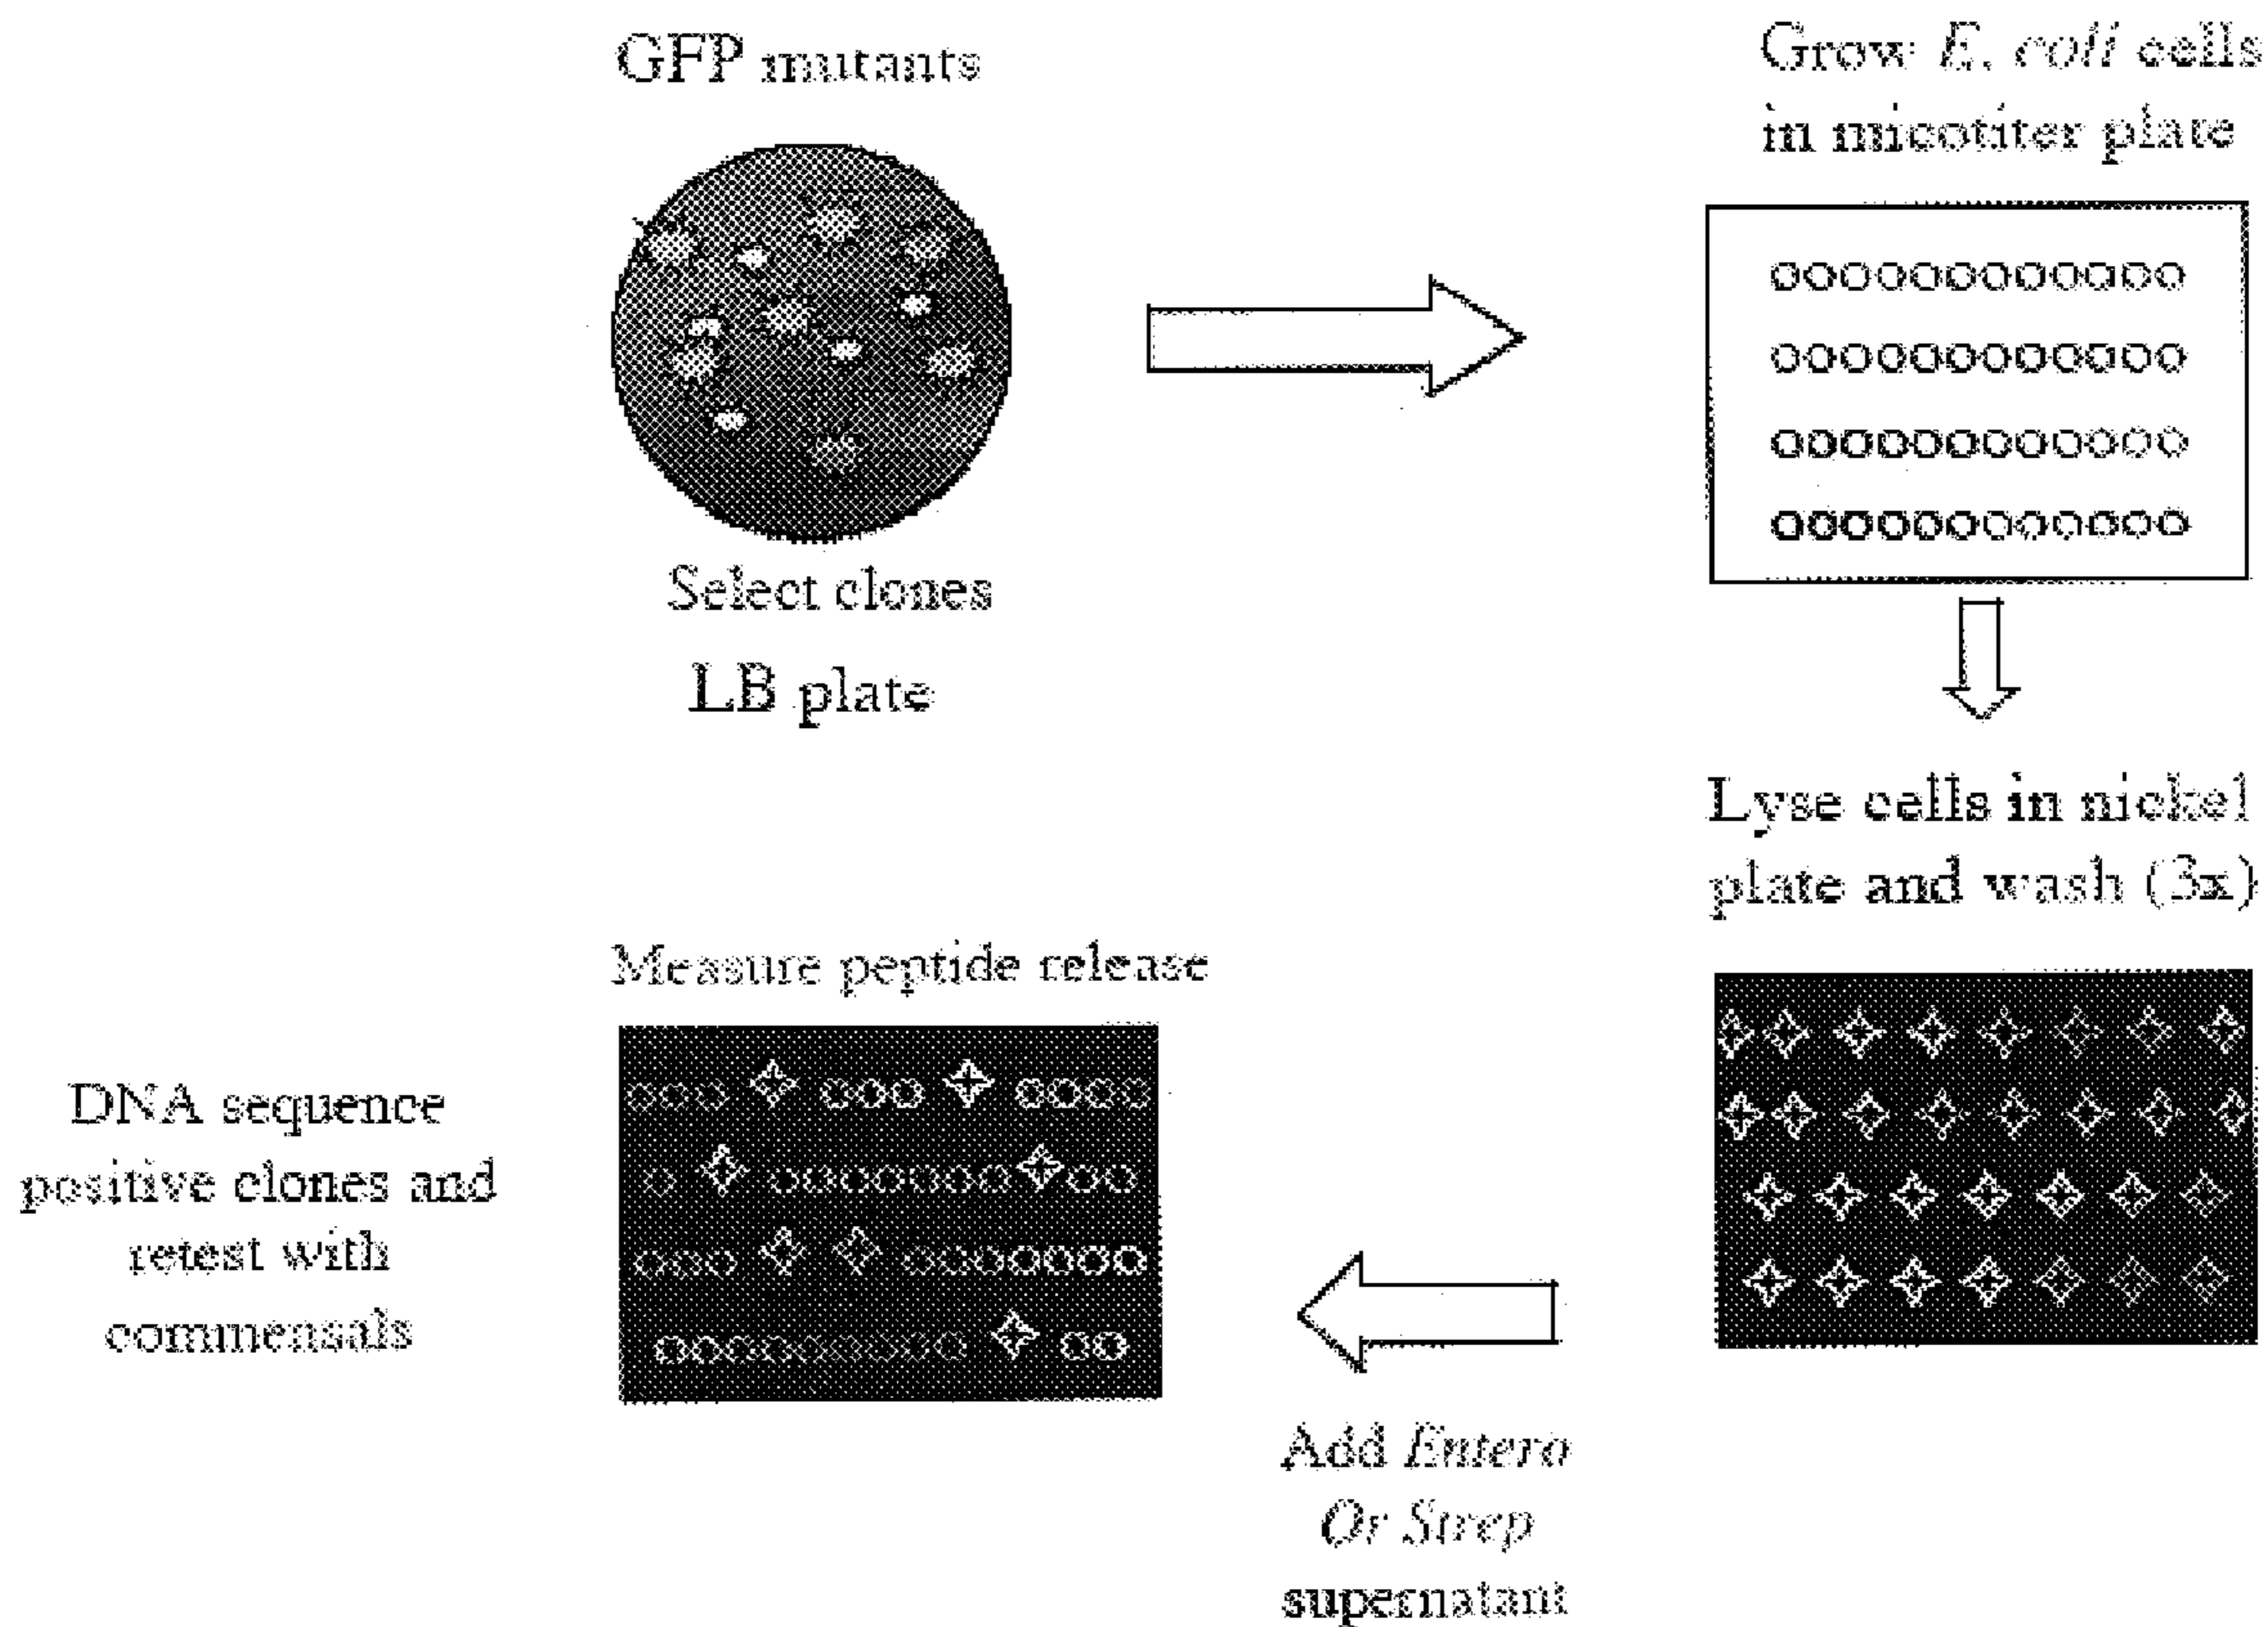 GFP mutants
Select clones
LB plate
Grow E. coli cells
in micotiter plate
Lyse cells in nickel
plate and wash (3x)
Add Entero
Or Strep
supernatant
Measure peptide release
DNA sequence
positive clones and
retest with
commensals